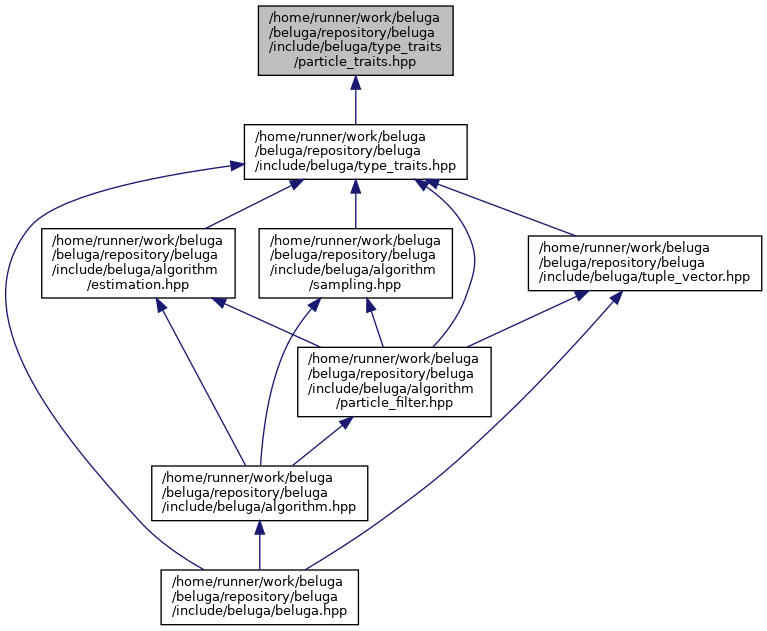 /home/runner/work/beluga
/beluga/repository/beluga
/include/beluga/type_traits
/particle_traits.hpp
/home/runner/work/beluga
/beluga/repository/beluga
/include/beluga/type_traits.hpp
/home/runner/work/beluga
/beluga/repository/beluga
/include/beluga/algorithm
/estimation.hpp
/home/runner/work/beluga
/beluga/repository/beluga
/include/beluga/algorithm
/sampling.hpp
/home/runner/work/beluga
/beluga/repository/beluga
/include/beluga/tuple_vector.hpp
/home/runner/work/beluga
/beluga/repository/beluga
/include/beluga/algorithm
/particle_filter.hpp
/home/runner/work/beluga
/beluga/repository/beluga
/include/beluga/algorithm.hpp
/home/runner/work/beluga
/beluga/repository/beluga
/include/beluga/beluga.hpp